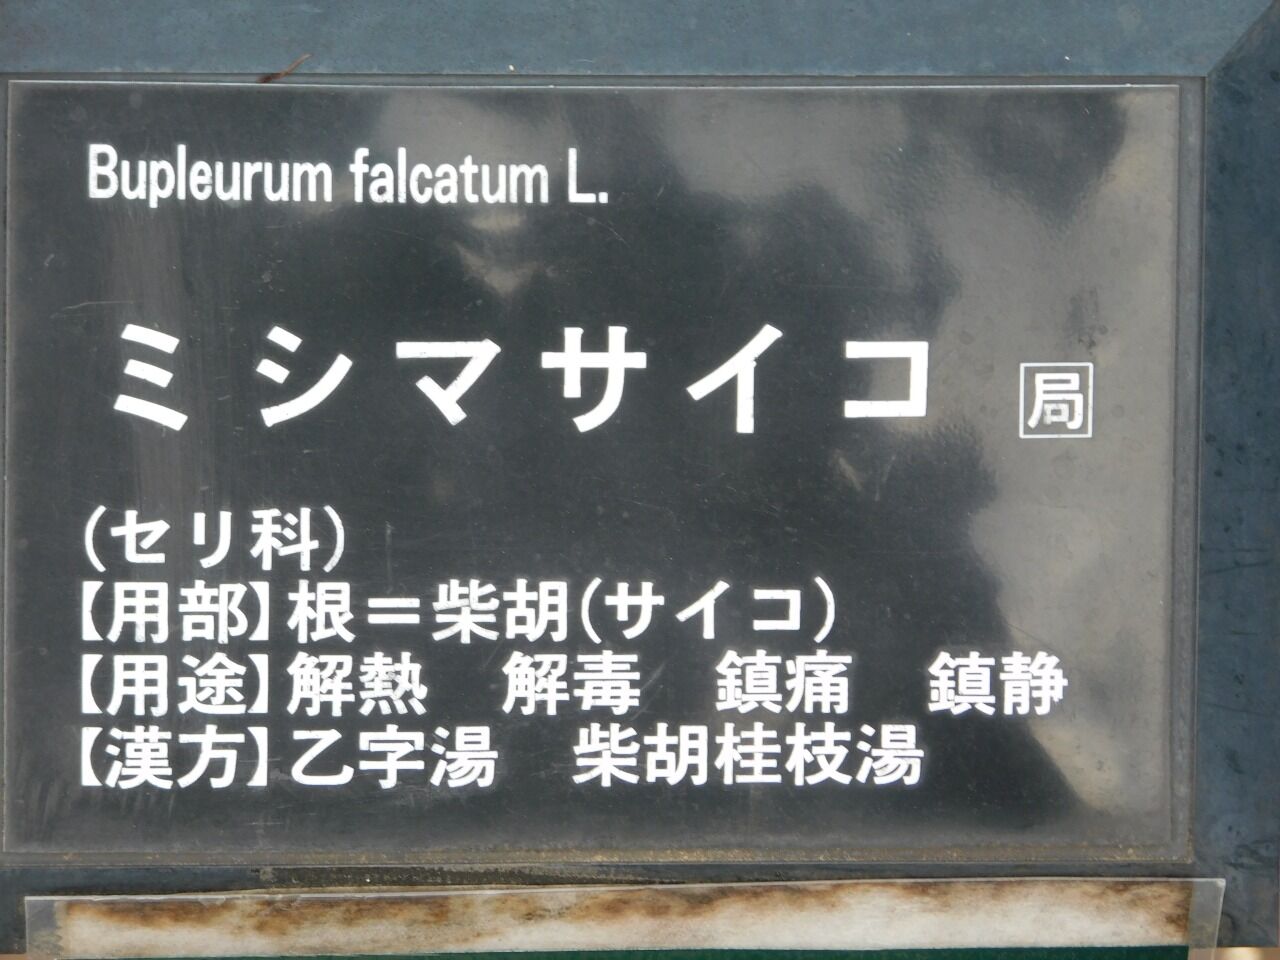 Bupleurum falcatum L.
ミシマサイコ 局
(セリ科)
【用部】根＝柴胡(サイコ)
【用途】解熱　解毒　鎮痛　鎮静
【漢方】乙字湯　柴胡桂枝湯